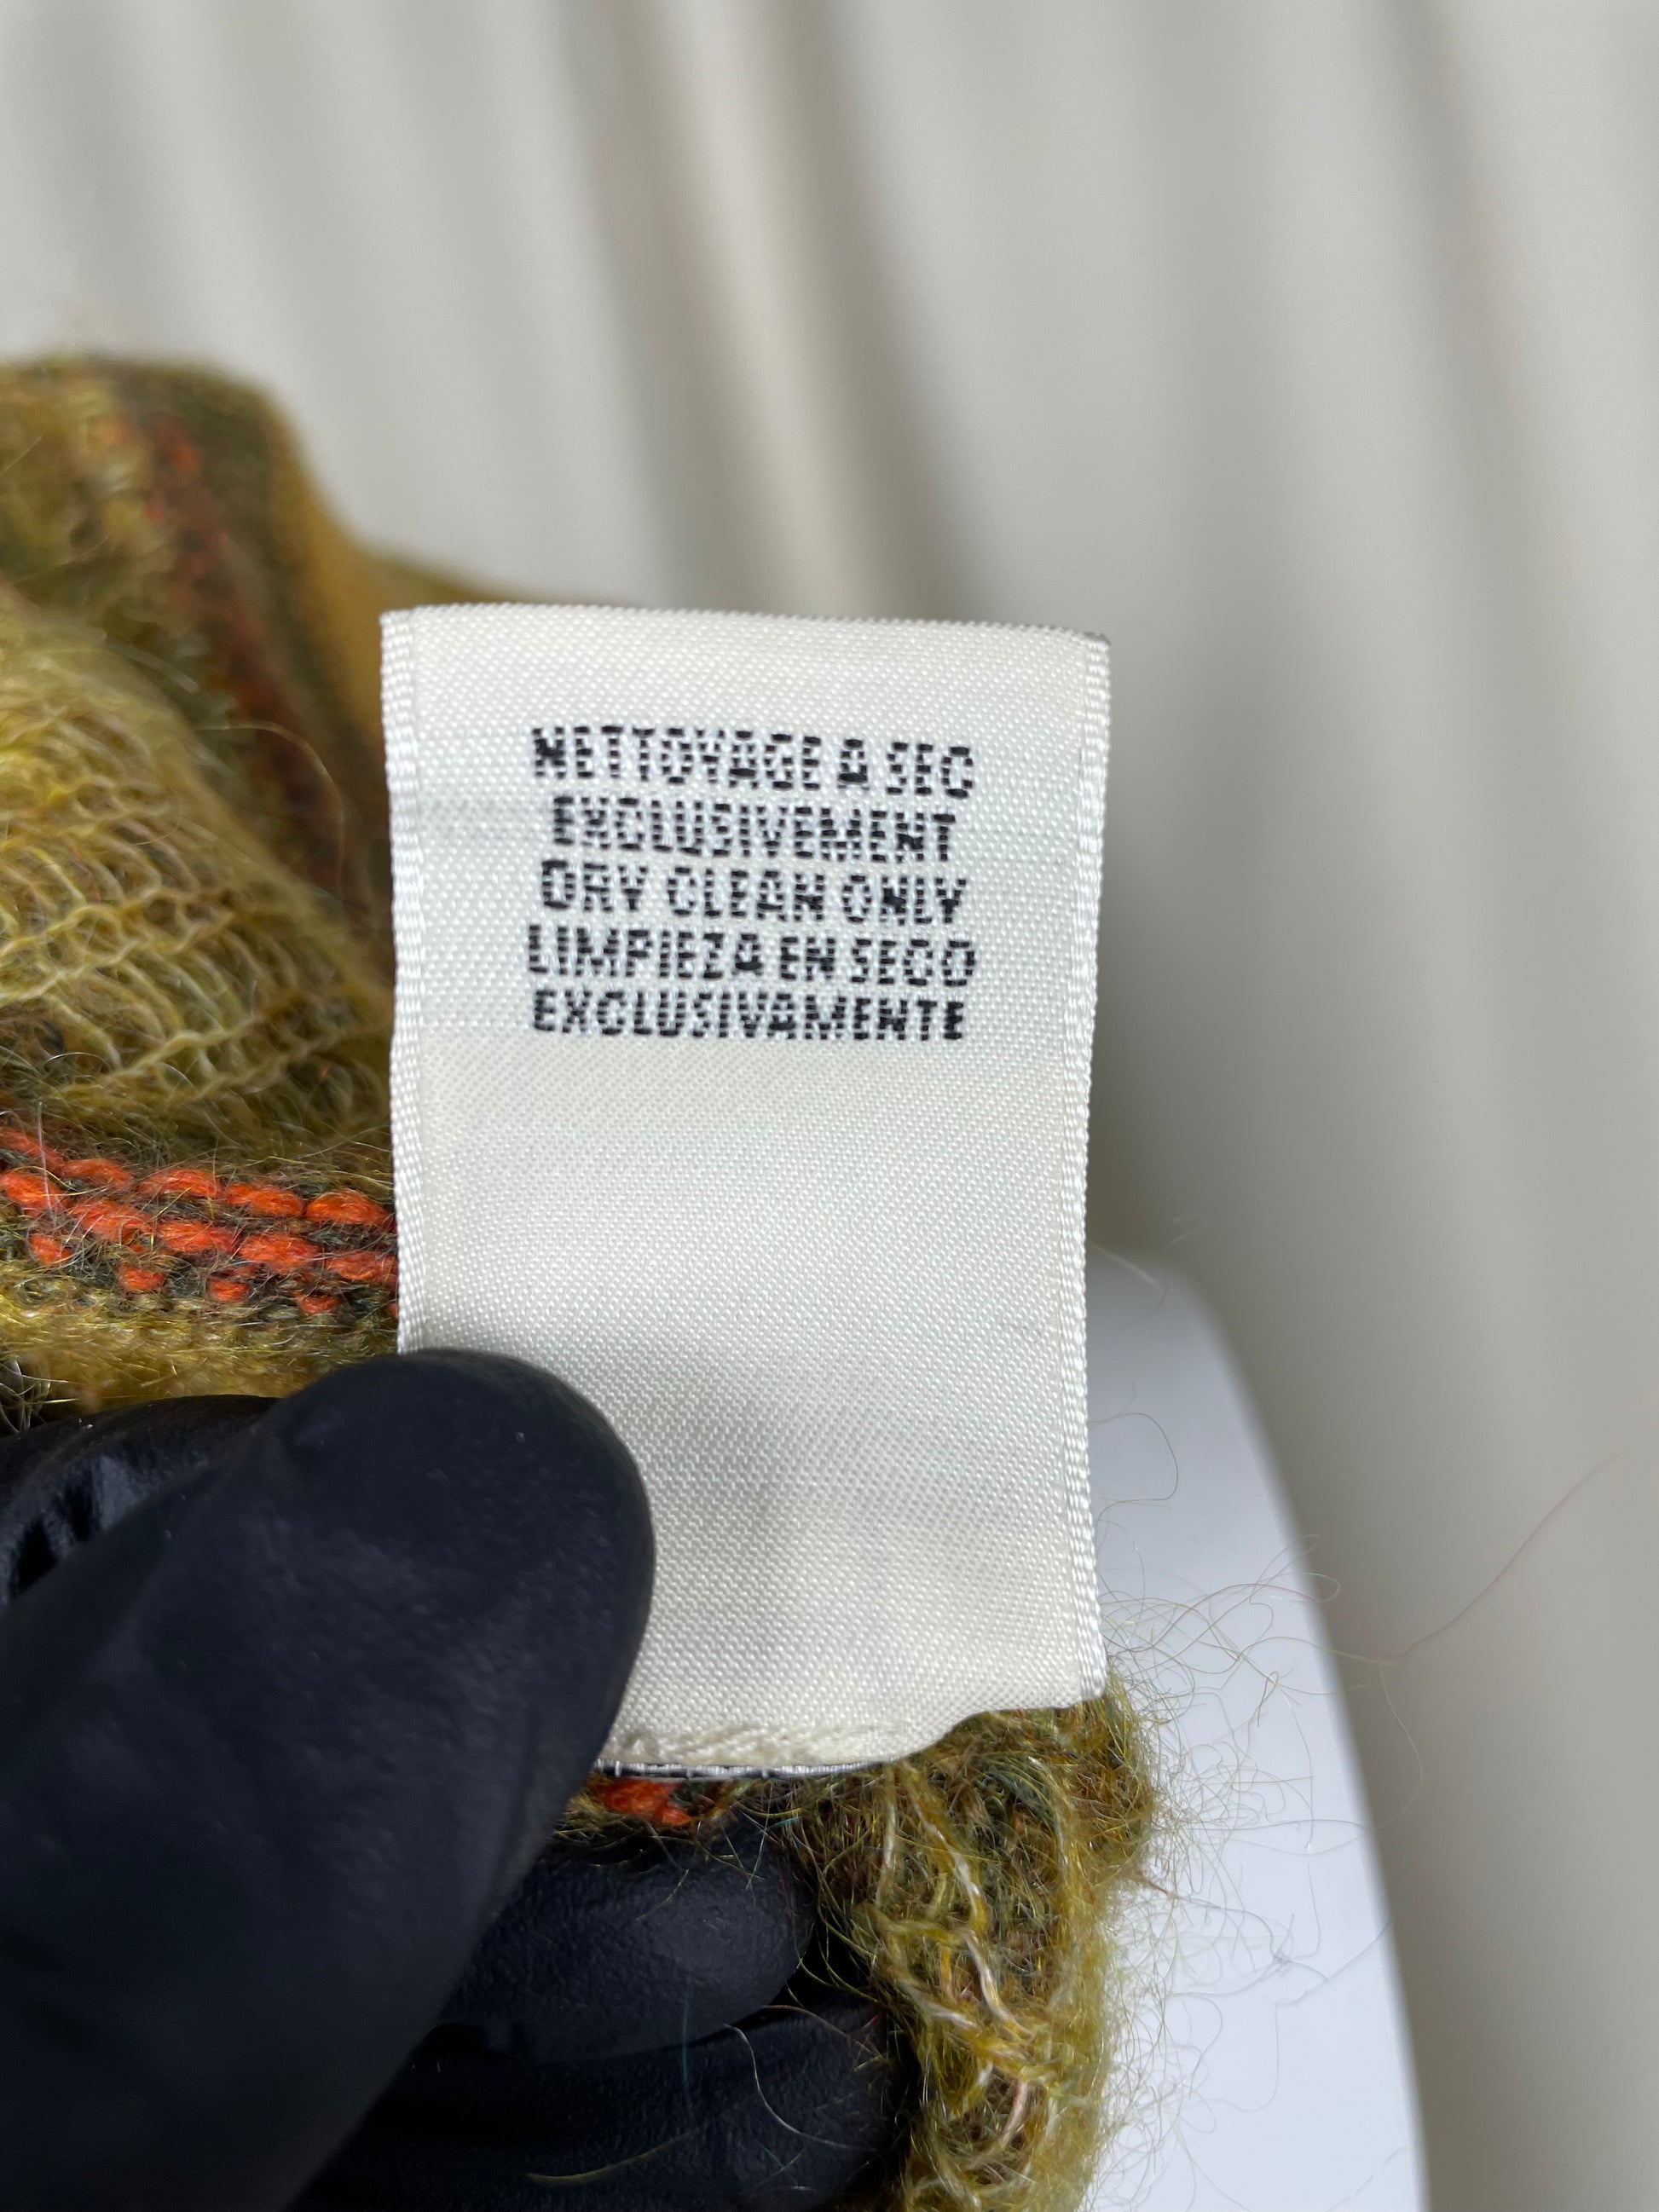 NETTOYAGE A SEC
EXCLUSIVEMENT
DRY CLEAN ONLY
LIMPIEZA EN SECO
EXCLUSIVAMENTE